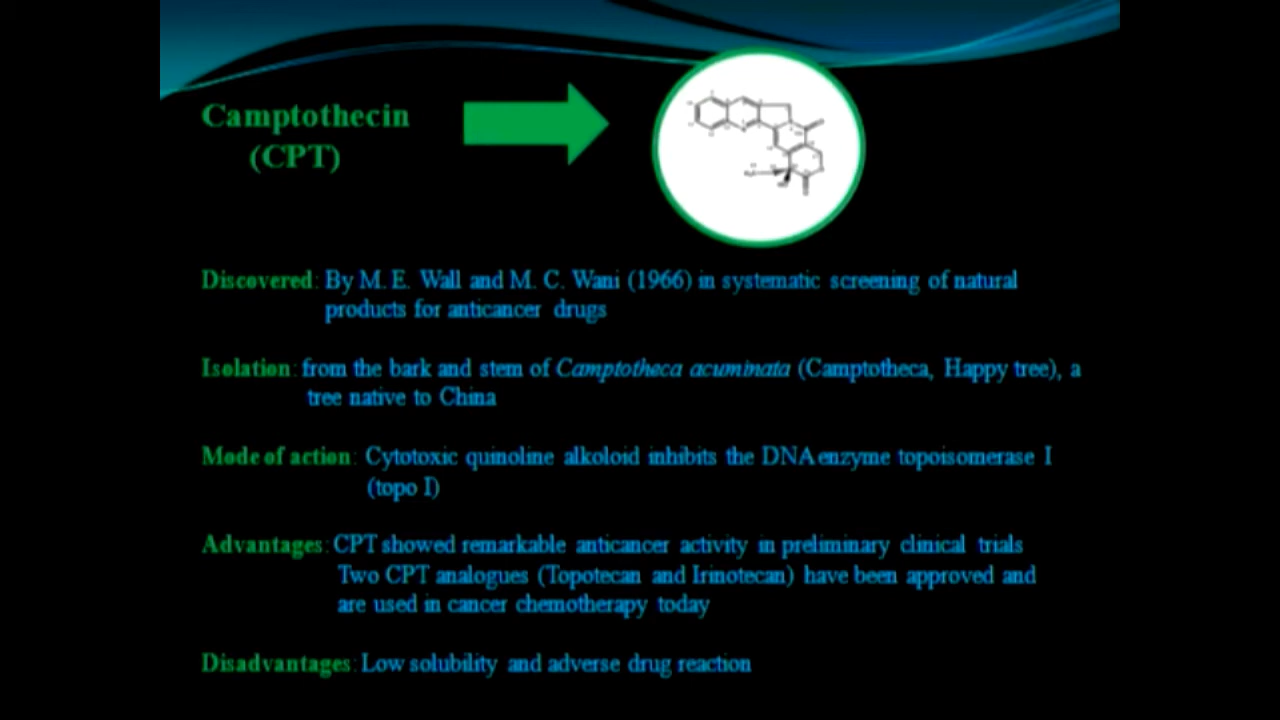 Camptothecin
(CPT)
Discovered: By M. E. Wall and M. C. Wani (1966) in systematic screening of natural
products for anticancer drugs
Isolation: from the bark and stem of Camptotheca acuminata (Camptotheca, Happy tree), a
tree native to China
Mode of action: Cytotoxic quinoline alkoloid inhibits the DNA enzyme topoisomerase I
(topo I)
Advantages: CPT showed remarkable anticancer activity in preliminary clinical trials
Two CPT analogues (Topotecan and Irinotecan) have been approved and
are used in cancer chemotherapy today
Disadvantages: Low solubility and adverse drug reaction